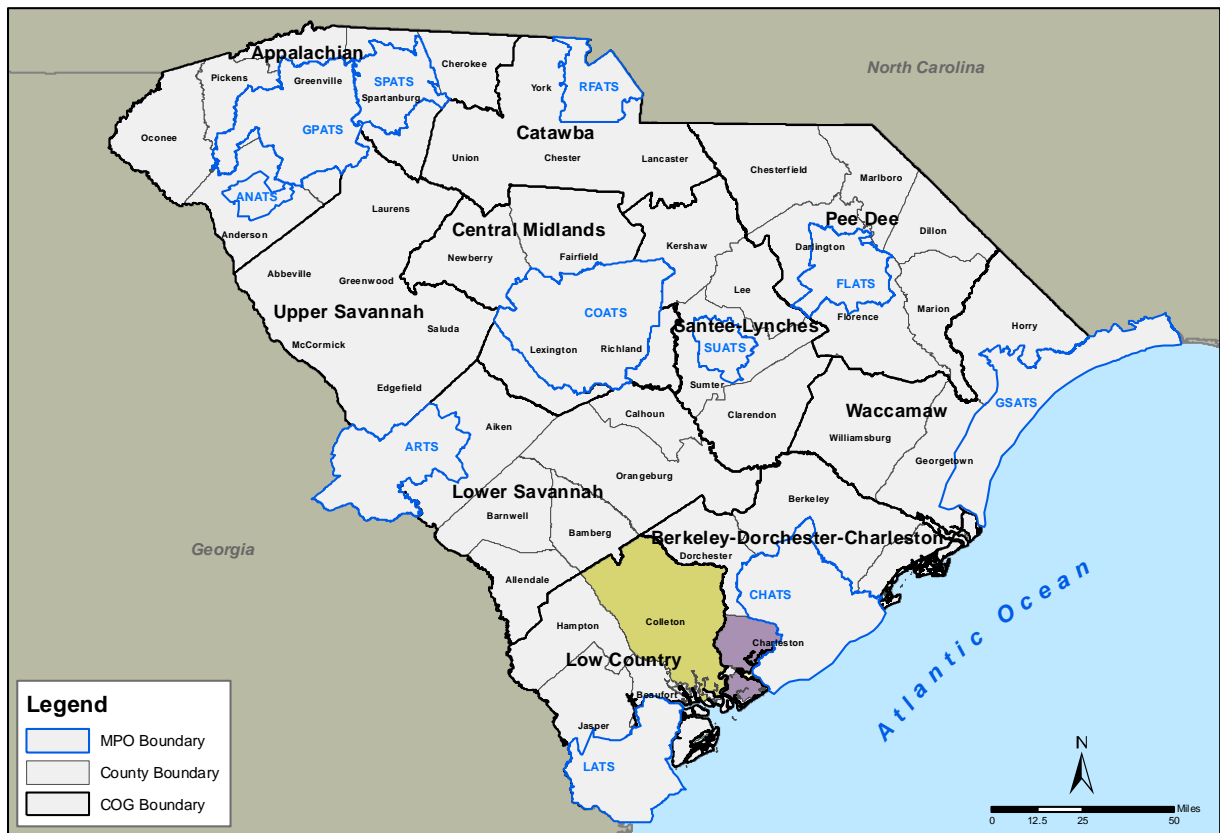 Appalachian
Pickens
Greenville
SPATS
Spartanburg
Cherokee
York
RFATS
North Carolina
Oconee
GPATS
Catawba
Union
Chester
Lancaster
Chesterfield
Marlboro
ANATS
Anderson
Laurens
Central Midlands
Newberry
Fairfield
Kershaw
Pee Dee
Darlington
Dillon
Abbeville
Greenwood
Upper Savannah
Saluda
McCormick
Edgefield
COATS
Lexington
Richland
Lee
Santee-Lynches
SUATS
Sumter
FLATS
Florence
Marion
Horry
GSATS
Calhoun
Clarendon
Waccamaw
Williamsburg
Georgetown
ARTS
Aiken
Orangeburg
Lower Savannah
Barnwell
Bamberg
Berkeley
Berkeley-Dorchester-Charleston
Dorchester
Georgia
Allendale
CHATS
Hampton
Colleton
Charleston
Low Country
Beaufort
Jasper
LATS
Atlantic Ocean
Legend
MPO Boundary
County Boundary
COG Boundary
N
Miles
0 12.5 25 50